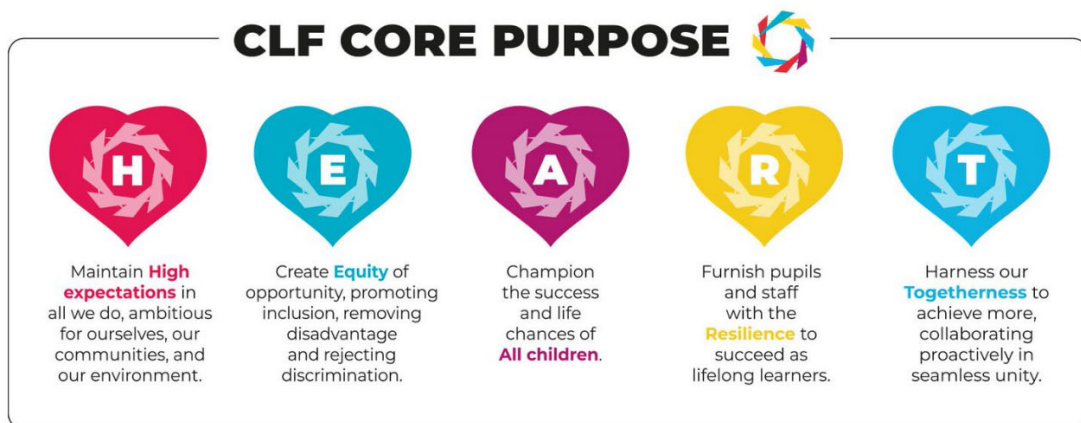 CLF CORE PURPOSE
H
Maintain High
expectations in
all we do, ambitious
for ourselves, our
communities, and
our environment.
E
Create Equity of
opportunity, promoting
inclusion, removing
disadvantage
and rejecting
discrimination.
A
Champion
the success
and life
chances of
All children.
R
Furnish pupils
and staff
with the
Resilience to
succeed as
lifelong learners.
T
Harness our
Togetherness to
achieve more,
collaborating
proactively in
seamless unity.